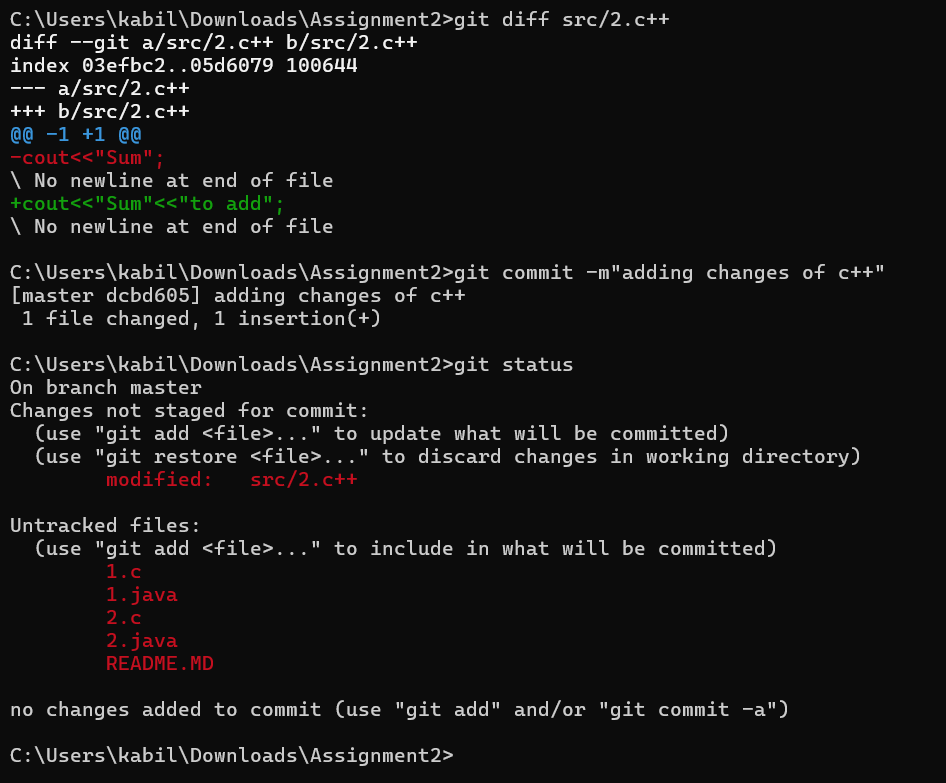 C:\Users\kabil\Downloads\Assignment2>git diff src/2.c++
diff --git a/src/2.c++ b/src/2.c++
index 03efbc2..05d6079 100644
--- a/src/2.c++
+++ b/src/2.c++
@@ -1 +1 @@
-cout<<"Sum";
\ No newline at end of file
+cout<<"Sum"<<"to add";
\ No newline at end of file

C:\Users\kabil\Downloads\Assignment2>git commit -m"adding changes of c++"
[master dcbd605] adding changes of c++
 1 file changed, 1 insertion(+)

C:\Users\kabil\Downloads\Assignment2>git status
On branch master
Changes not staged for commit:
  (use "git add <file>..." to update what will be committed)
  (use "git restore <file>..." to discard changes in working directory)
        modified:   src/2.c++

Untracked files:
  (use "git add <file>..." to include in what will be committed)
        1.c
        1.java
        2.c
        2.java
        README.MD

no changes added to commit (use "git add" and/or "git commit -a")

C:\Users\kabil\Downloads\Assignment2>